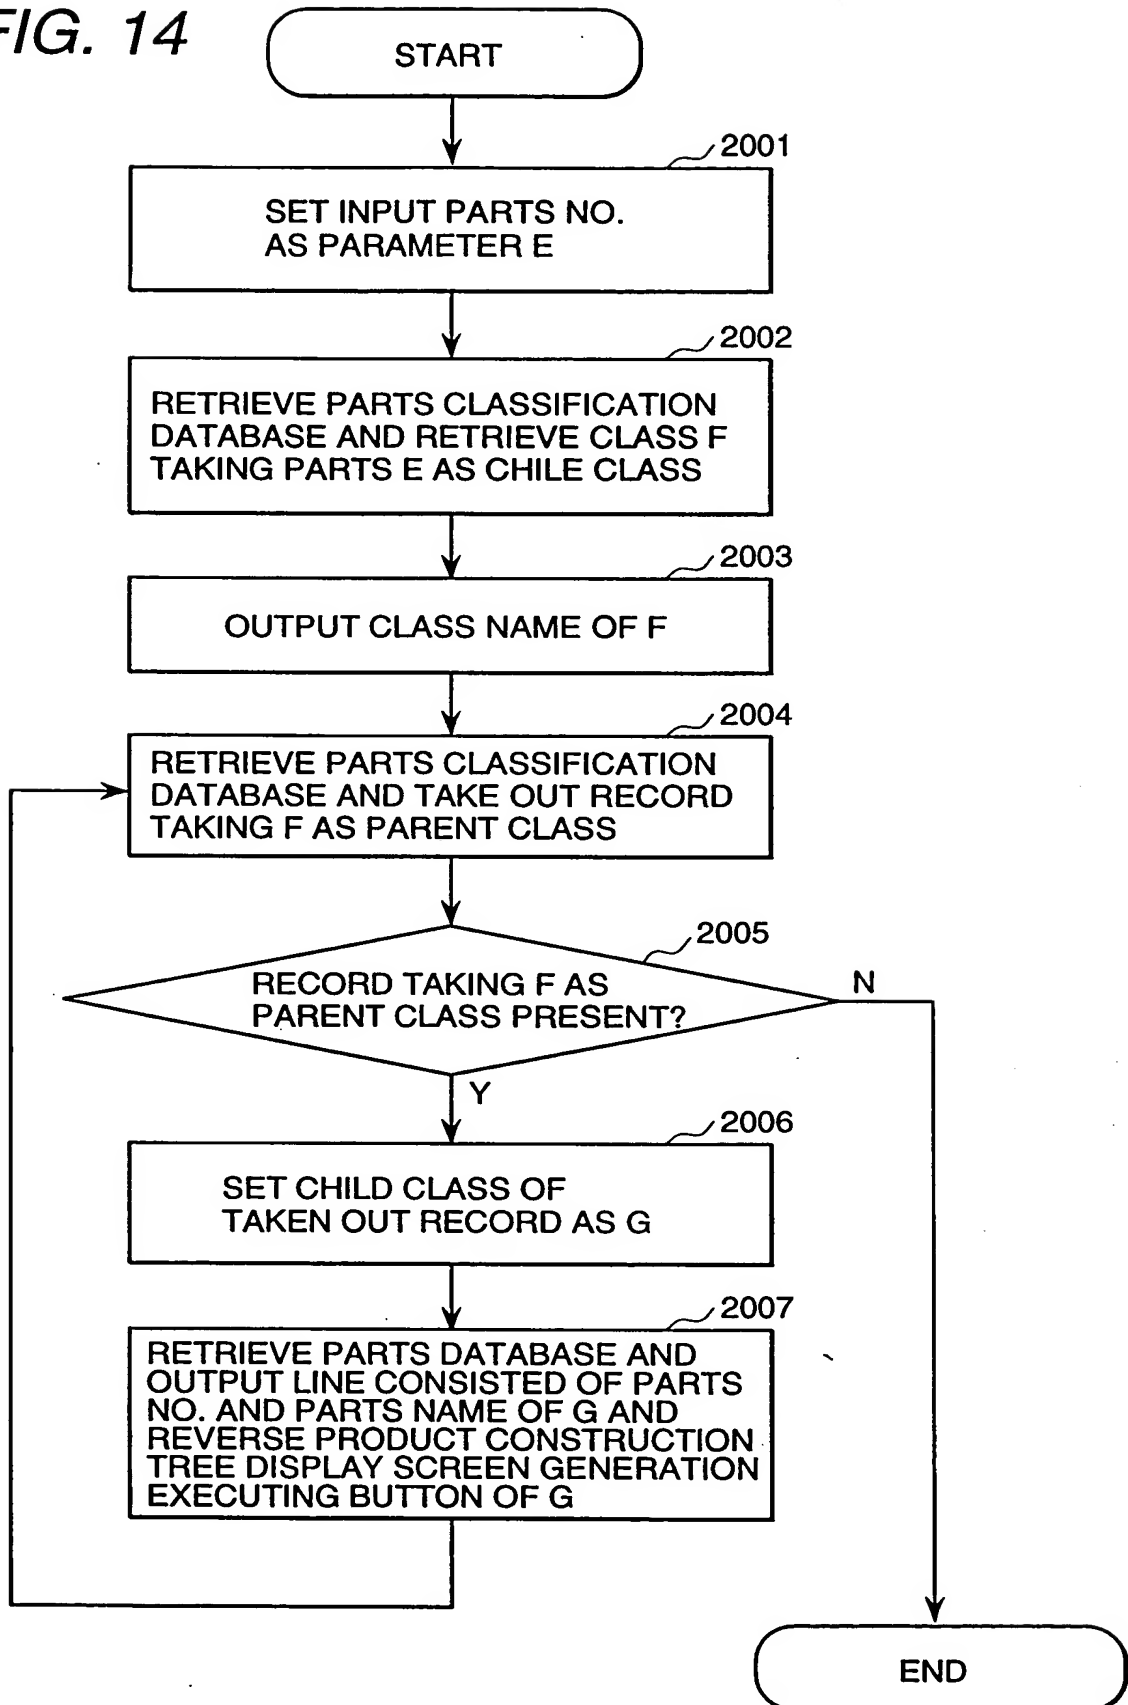 FIG. 14
START
2001
SET INPUT PARTS NO.
AS PARAMETER E
2002
RETRIEVE PARTS CLASSIFICATION
DATABASE AND RETRIEVE CLASS F
TAKING PARTS E AS CHILE CLASS
2003
OUTPUT CLASS NAME OF F
2004
RETRIEVE PARTS CLASSIFICATION
DATABASE AND TAKE OUT RECORD
TAKING F AS PARENT CLASS
2005
RECORD TAKING F AS
PARENT CLASS PRESENT?
N
Y
2006
SET CHILD CLASS OF
TAKEN OUT RECORD AS G
2007
RETRIEVE PARTS DATABASE AND
OUTPUT LINE CONSISTED OF PARTS
NO. AND PARTS NAME OF G AND
REVERSE PRODUCT CONSTRUCTION
TREE DISPLAY SCREEN GENERATION
EXECUTING BUTTON OF G
END